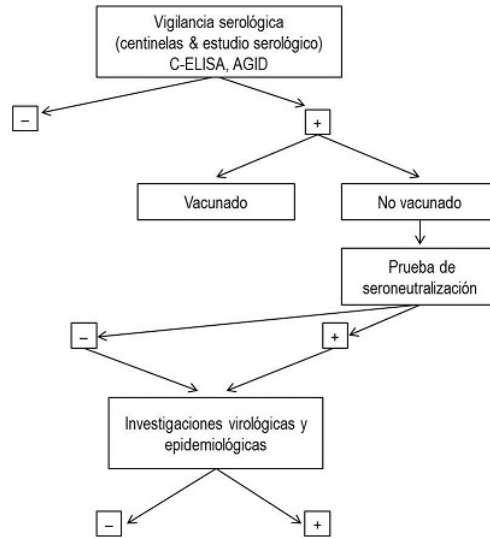 Vigilancia serológica
(centinelas & estudio serológico)
C-ELISA, AGID
–
+
Vacunado
No vacunado
Prueba de
seroneutralización
–
+
Investigaciones virológicas y
epidemiológicas
–
+